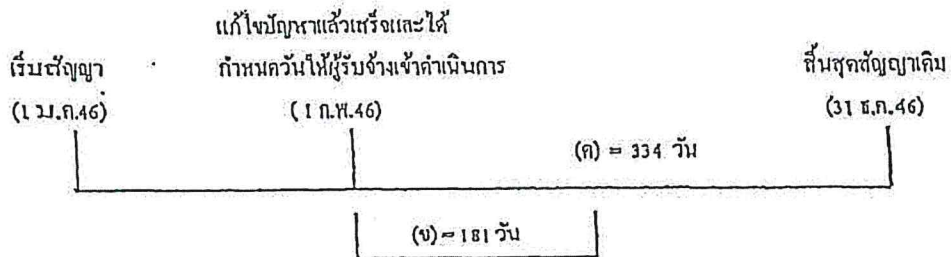 แก้ไขปัญหาแล้วเสร็จและได้
เริ่มสัญญา กำหนดวันให้ผู้รับจ้างเข้าดำเนินการ สิ้นสุดสัญญาเดิม
(1 ม.ค.46) (1 ก.พ.46) (31 ธ.ค.46)
(ค) = 334 วัน
(ข) = 181 วัน